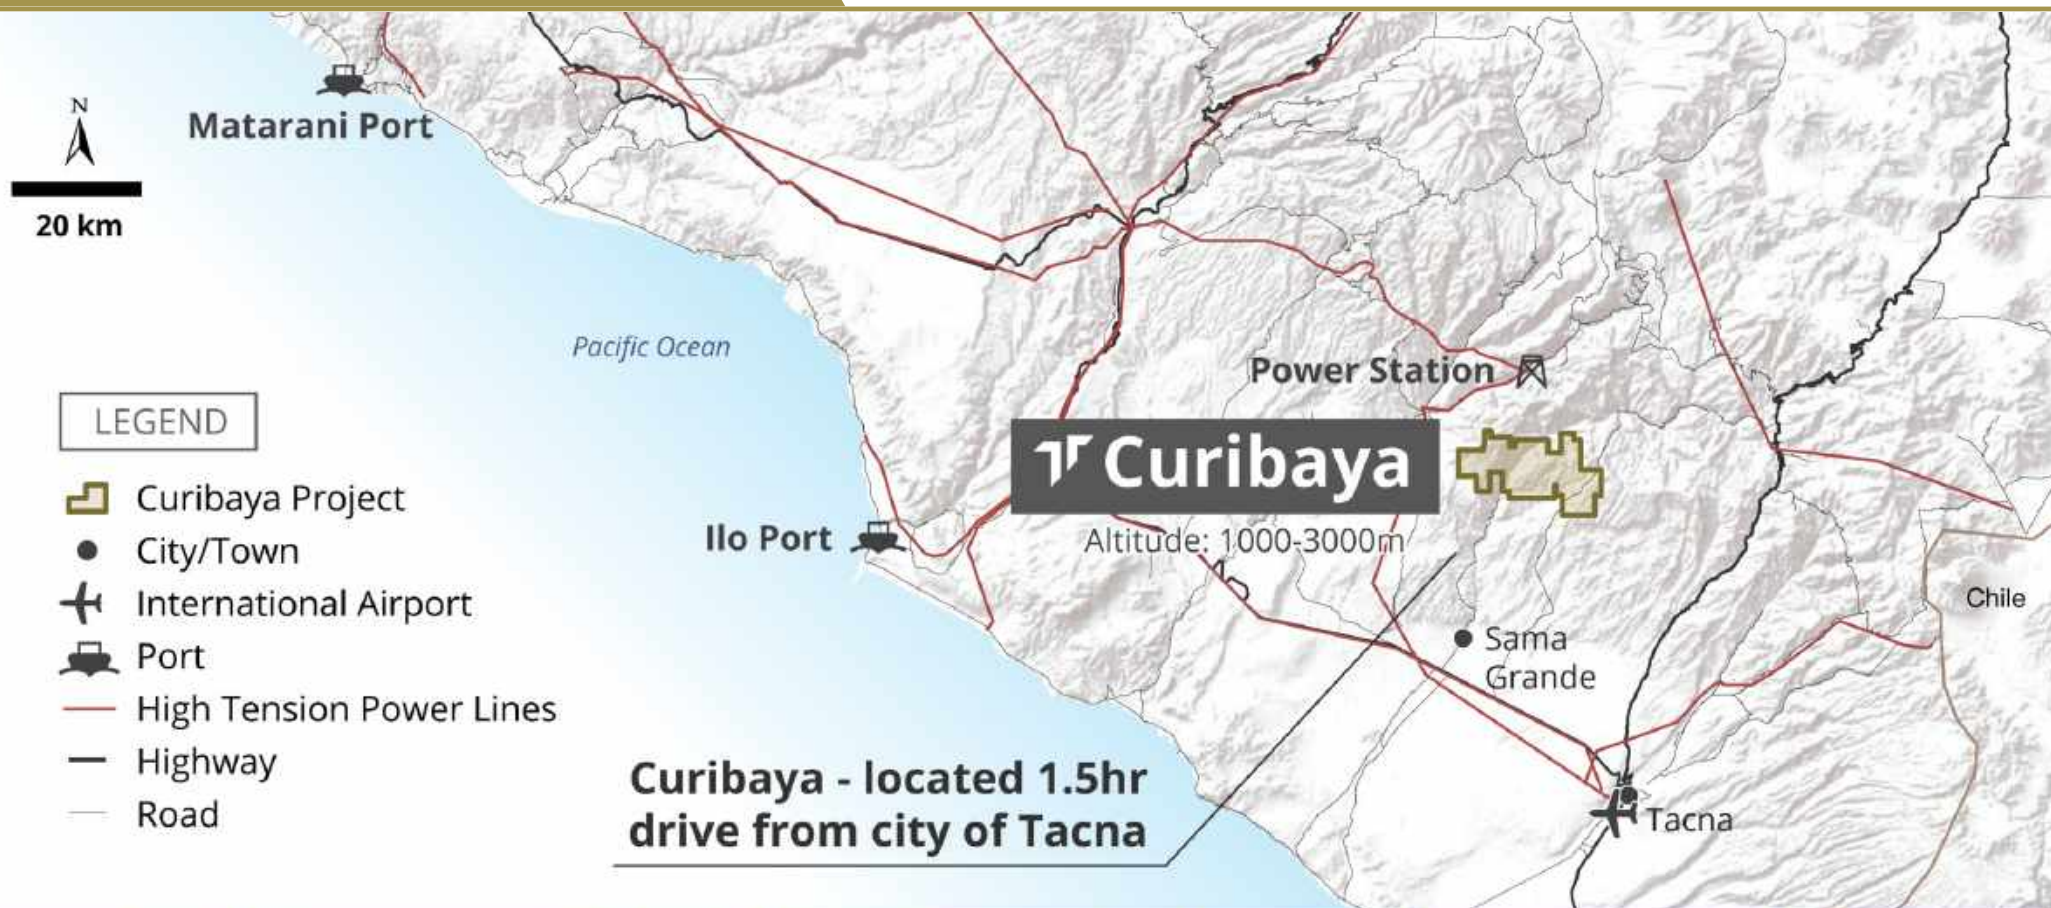 Matarani Port
N
20 km
Pacific Ocean
Power Station
LEGEND
Curibaya
Curibaya Project
Ilo Port
Altitude: 1000-3000m
City/Town
International Airport
Chile
Port
Sama
Grande
High Tension Power Lines
Highway
Curibaya - located 1.5hr
drive from city of Tacna
Road
Tacna